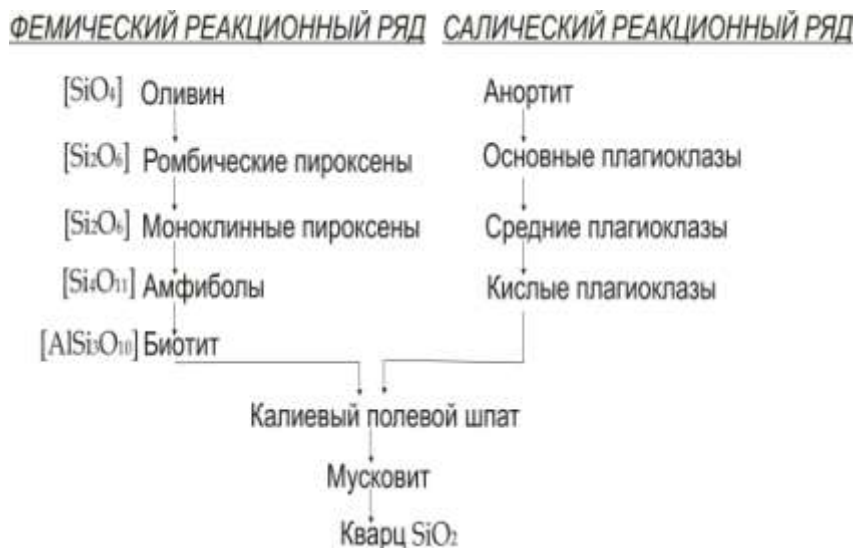 ФЕМИЧЕСКИЙ РЕАКЦИОННЫЙ РЯД САЛИЧЕСКИЙ РЕАКЦИОННЫЙ РЯД
[SiO₄] Оливин Анортит
[Si₂O₆] Ромбические пироксены Основные плагиоклазы
[Si₂O₆] Моноклинные пироксены Средние плагиоклазы
[Si₄O₁₁] Амфиболы Кислые плагиоклазы
[AlSi₃O₁₀] Биотит
Калиевый полевой шпат
Мусковит
Кварц SiO₂